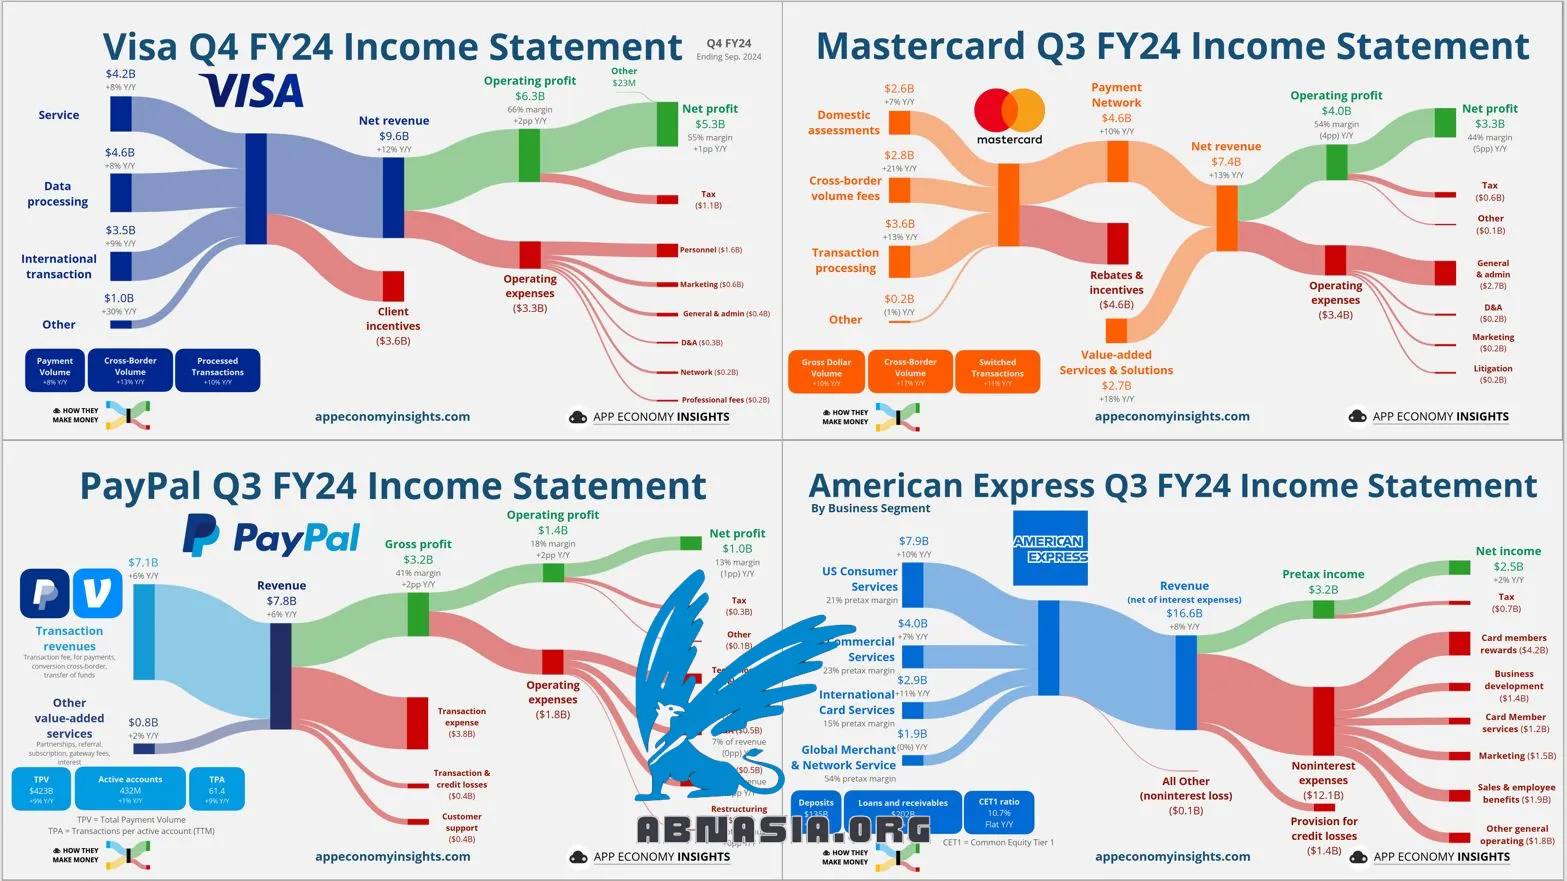 Visa Q4 FY24 Income Statement
Q4 FY24
Ending Sep. 2024
VISA
$4.2B
+8% Y/Y
Service
$4.6B
+8% Y/Y
Data
processing
$3.5B
+9% Y/Y
International
transaction
$1.0B
+30% Y/Y
Other
Net revenue
$9.6B
+12% Y/Y
Client
incentives
($3.6B)
Operating profit
$6.3B
66% margin
+2pp Y/Y
Other
$23M
Net profit
$5.3B
55% margin
+1pp Y/Y
Tax
($1.1B)
Operating
expenses
($3.3B)
Personnel ($1.6B)
Marketing ($0.6B)
General & admin ($0.4B)
D&A ($0.3B)
Network ($0.2B)
Professional fees ($0.2B)
Payment
Volume
+8% Y/Y
Cross-Border
Volume
+13% Y/Y
Processed
Transactions
+10% Y/Y
HOW THEY
MAKE MONEY
appeconomyinsights.com
APP ECONOMY INSIGHTS
Mastercard Q3 FY24 Income Statement
mastercard
$2.6B
+7% Y/Y
Domestic
assessments
$2.8B
+21% Y/Y
Cross-border
volume fees
$3.6B
+13% Y/Y
Transaction
processing
$0.2B
(1%) Y/Y
Other
Payment
Network
$4.6B
+10% Y/Y
Rebates &
incentives
($4.6B)
Value-added
Services & Solutions
$2.7B
+18% Y/Y
Net revenue
$7.4B
+13% Y/Y
Operating profit
$4.0B
54% margin
(4pp) Y/Y
Net profit
$3.3B
44% margin
(5pp) Y/Y
Tax
($0.6B)
Other
($0.1B)
Operating
expenses
($3.4B)
General
& admin
($2.7B)
D&A
($0.2B)
Marketing
($0.2B)
Litigation
($0.2B)
Gross Dollar
Volume
+10% Y/Y
Cross-Border
Volume
+17% Y/Y
Switched
Transactions
+11% Y/Y
HOW THEY
MAKE MONEY
appeconomyinsights.com
APP ECONOMY INSIGHTS
PayPal Q3 FY24 Income Statement
PayPal
$7.1B
+6% Y/Y
Transaction
revenues
Transaction fee, for payments,
conversion cross-border,
transfer of funds
Other
value-added
services
Partnerships, referral,
subscription, gateway fees,
interest
$0.8B
+2% Y/Y
Revenue
$7.8B
+6% Y/Y
Gross profit
$3.2B
41% margin
+2pp Y/Y
Transaction
expense
($3.8B)
Transaction &
credit losses
($0.4B)
Customer
support
($0.4B)
Operating profit
$1.4B
18% margin
+2pp Y/Y
Net profit
$1.0B
13% margin
(1pp) Y/Y
Tax
($0.3B)
Other
($0.1B)
Operating
expenses
($1.8B)
($0.5B)
7% of revenue
(0pp)
($0.5B)
Restructuring
TPV
$423B
+9% Y/Y
Active accounts
432M
+1% Y/Y
TPA
61.4
+9% Y/Y
TPV = Total Payment Volume
TPA = Transactions per active account (TTM)
HOW THEY
MAKE MONEY
appeconomyinsights.com
APP ECONOMY INSIGHTS
ABNASIA.ORG
American Express Q3 FY24 Income Statement
By Business Segment
AMERICAN
EXPRESS
$7.9B
+10% Y/Y
US Consumer
Services
21% pretax margin
$4.0B
+7% Y/Y
Commercial
Services
23% pretax margin
$2.9B
+11% Y/Y
International
Card Services
15% pretax margin
$1.9B
(0%) Y/Y
Global Merchant
& Network Service
54% pretax margin
Revenue
(net of interest expenses)
$16.6B
+8% Y/Y
All Other
(noninterest loss)
($0.1B)
Pretax income
$3.2B
Net income
$2.5B
+2% Y/Y
Tax
($0.7B)
Noninterest
expenses
($12.1B)
Provision for
credit losses
($1.4B)
Card members
rewards ($4.2B)
Business
development
($1.4B)
Card Member
services ($1.2B)
Marketing ($1.5B)
Sales & employee
benefits ($1.9B)
Other general
operating ($1.8B)
Deposits
Loans and receivables
CET1 ratio
10.7%
Flat Y/Y
CET1 = Common Equity Tier 1
HOW THEY
MAKE MONEY
appeconomyinsights.com
APP ECONOMY INSIGHTS